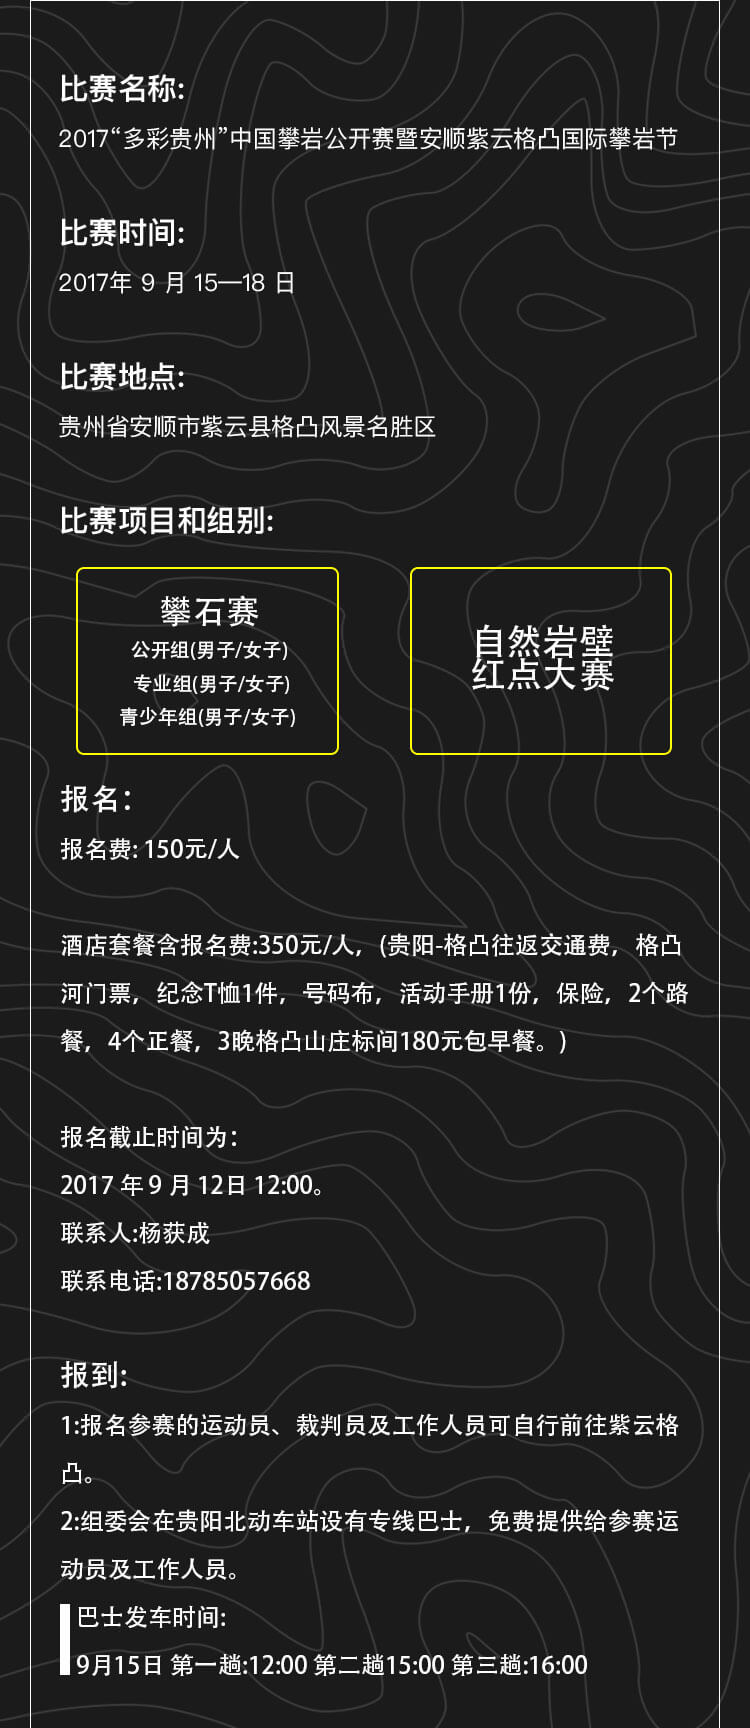 比赛名称:
2017“多彩贵州”中国攀岩公开赛暨安顺紫云格凸国际攀岩节
比赛时间:
2017年 9 月 15—18 日
比赛地点:
贵州省安顺市紫云县格凸风景名胜区
比赛项目和组别:
攀石赛
公开组(男子/女子)
专业组(男子/女子)
青少年组(男子/女子)
自然岩壁
红点大赛
报名：
报名费: 150元/人
酒店套餐含报名费:350元/人，(贵阳-格凸往返交通费，格凸
河门票，纪念T恤1件，号码布，活动手册1份，保险，2个路
餐，4个正餐，3晚格凸山庄标间180元包早餐。)
报名截止时间为：
2017 年 9 月 12日 12:00。
联系人:杨获成
联系电话:18785057668
报到:
1:报名参赛的运动员、裁判员及工作人员可自行前往紫云格
凸。
2:组委会在贵阳北动车站设有专线巴士，免费提供给参赛运
动员及工作人员。
巴士发车时间:
9月15日 第一趟:12:00 第二趟15:00 第三趟:16:00